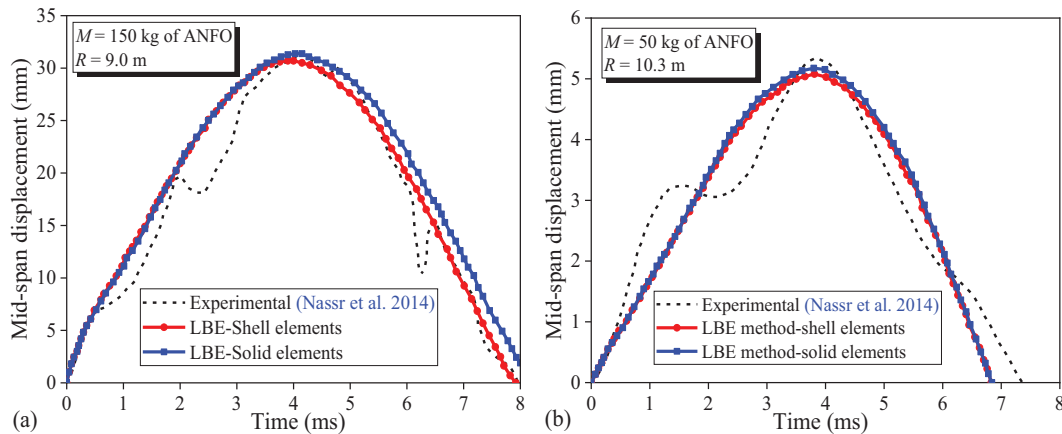 M = 150 kg of ANFO
R = 9.0 m
Mid-span displacement (mm)
35
30
25
20
15
10
5
0
Experimental (Nassr et al. 2014)
LBE-Shell elements
LBE-Solid elements
0 1 2 3 4 5 6 7 8
Time (ms)
(a)
M = 50 kg of ANFO
R = 10.3 m
Mid-span displacement (mm)
6
5
4
3
2
1
0
Experimental (Nassr et al. 2014)
LBE method-shell elements
LBE method-solid elements
0 1 2 3 4 5 6 7 8
Time (ms)
(b)